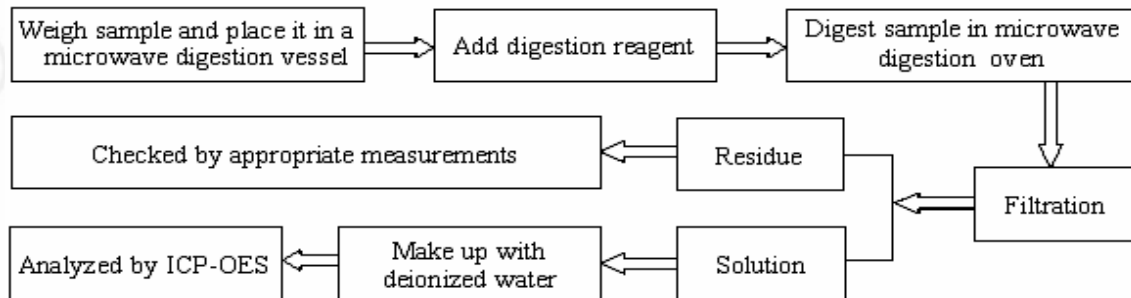 Weigh sample and place it in a
microwave digestion vessel
Add digestion reagent
Digest sample in microwave
digestion oven
Filtration
Residue
Checked by appropriate measurements
Solution
Make up with
deionized water
Analyzed by ICP-OES